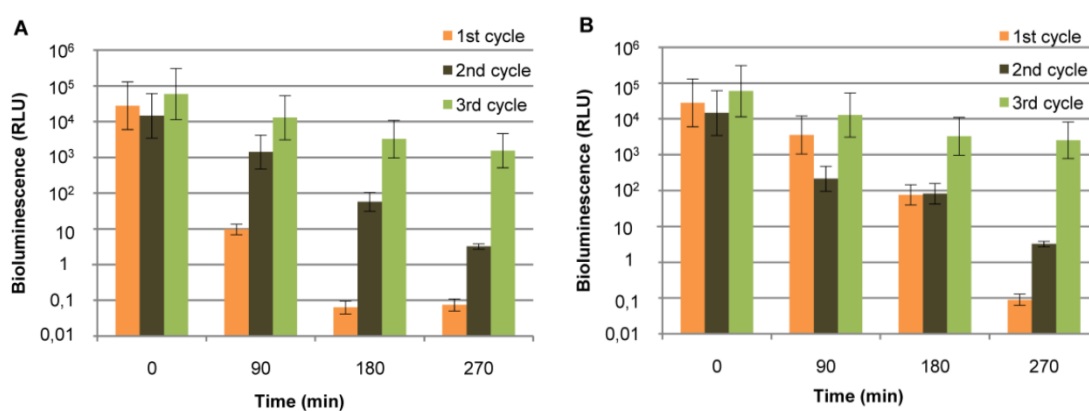 A
Bioluminescence (RLU)
10⁶
10⁵
10⁴
10³
10²
10
1
0,1
0,01
1st cycle
2nd cycle
3rd cycle
0 90 180 270
Time (min)
B
Bioluminescence (RLU)
10⁶
10⁵
10⁴
10³
10²
10
1
0,1
0,01
1st cycle
2nd cycle
3rd cycle
0 90 180 270
Time (min)